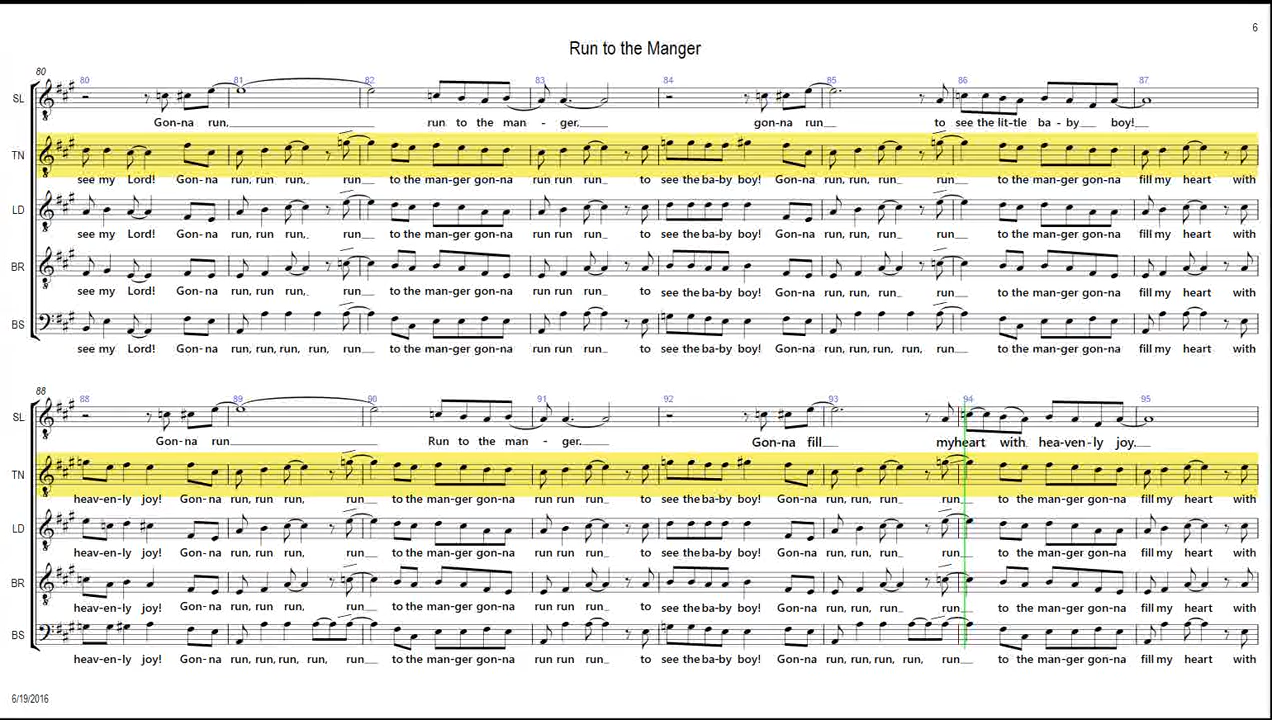 6
Run to the Manger
80
80 81 82 83 84 85 86 87
SL
Gon-na run, run to the man - ger. gonna run to see the lit-tle ba - by boy!
TN
see my Lord! Gon-na run, run run, run to the man-ger gon-na run run run to see the ba-by boy! Gon-na run, run, run run to the man-ger gon-na fill my heart with
LD
see my Lord! Gon-na run, run run, run to the man-ger gon-na run run run to see the ba-by boy! Gon-na run, run, run run to the man-ger gon-na fill my heart with
BR
see my Lord! Gon-na run, run run, run to the man-ger gon-na run run run to see the ba-by boy! Gon-na run, run, run run to the man-ger gon-na fill my heart with
BS
see my Lord! Gon-na run, run, run, run, run to the man-ger gon-na run run run to see the ba-by boy! Gon-na run, run, run, run, run to the man-ger gon-na fill my heart with
88
88 89 90 91 92 93 94 95
SL
Gon-na run Run to the man - ger. Gon-na fill myheart with hea-ven-ly joy.
TN
heav-en-ly joy! Gon-na run, run run, run to the man-ger gon-na run run run to see the ba-by boy! Gon-na run, run, run run to the man-ger gon-na fill my heart with
LD
heav-en-ly joy! Gon-na run, run run, run to the man-ger gon-na run run run to see the ba-by boy! Gon-na run, run, run run to the man-ger gon-na fill my heart with
BR
heav-en-ly joy! Gon-na run, run run, run to the man-ger gon-na run run run to see the ba-by boy! Gon-na run, run, run run to the man-ger gon-na fill my heart with
BS
heav-en-ly joy! Gon-na run, run, run, run, run to the man-ger gon-na run run run to see the ba-by boy! Gon-na run, run, run, run, run to the man-ger gon-na fill my heart with
6/19/2016